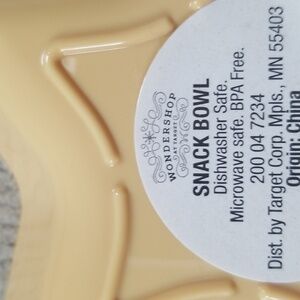 WONDERSHOP
AT TARGET
SNACK BOWL
Dishwasher Safe.
Microwave safe. BPA Free.
200 04 7234
Dist. by Target Corp. Mpls., MN 55403
Origin: China